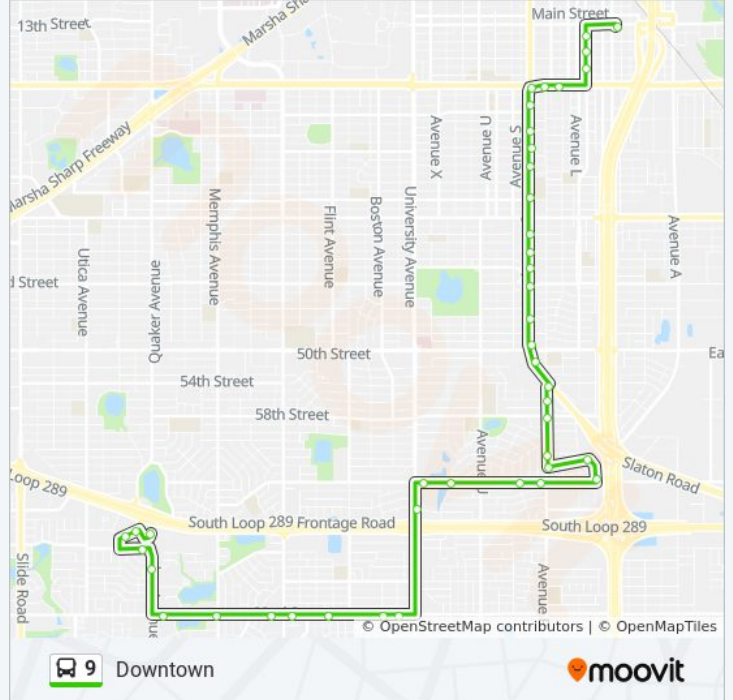 Main Street
13th Street
Marsha Sha
Marsha Sharp Freeway
Avenue X
Avenue U
Avenue S
Avenue L
Memphis Avenue
Flint Avenue
Boston Avenue
University Avenue
Avenue A
Utica Avenue
Quaker Avenue
d Street
50th Street
Ea
54th Street
58th Street
Slaton Road
Loop 289
South Loop 289 Frontage Road
South Loop 289
Slide Road
Avenue
© OpenStreetMap contributors | © OpenMapTiles
9 Downtown
moovit